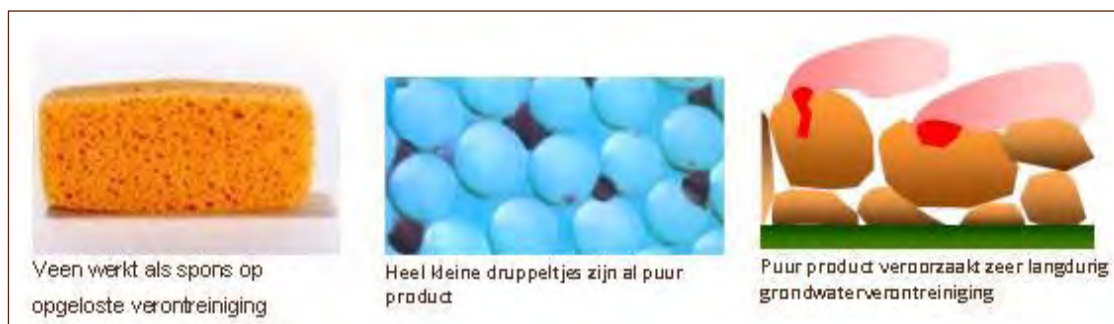 Veen werkt als spons op
opgeloste verontreiniging
Heel kleine druppeltjes zijn al puur
product
Puur product veroorzaakt zeer langdurig
grondwaterverontreiniging